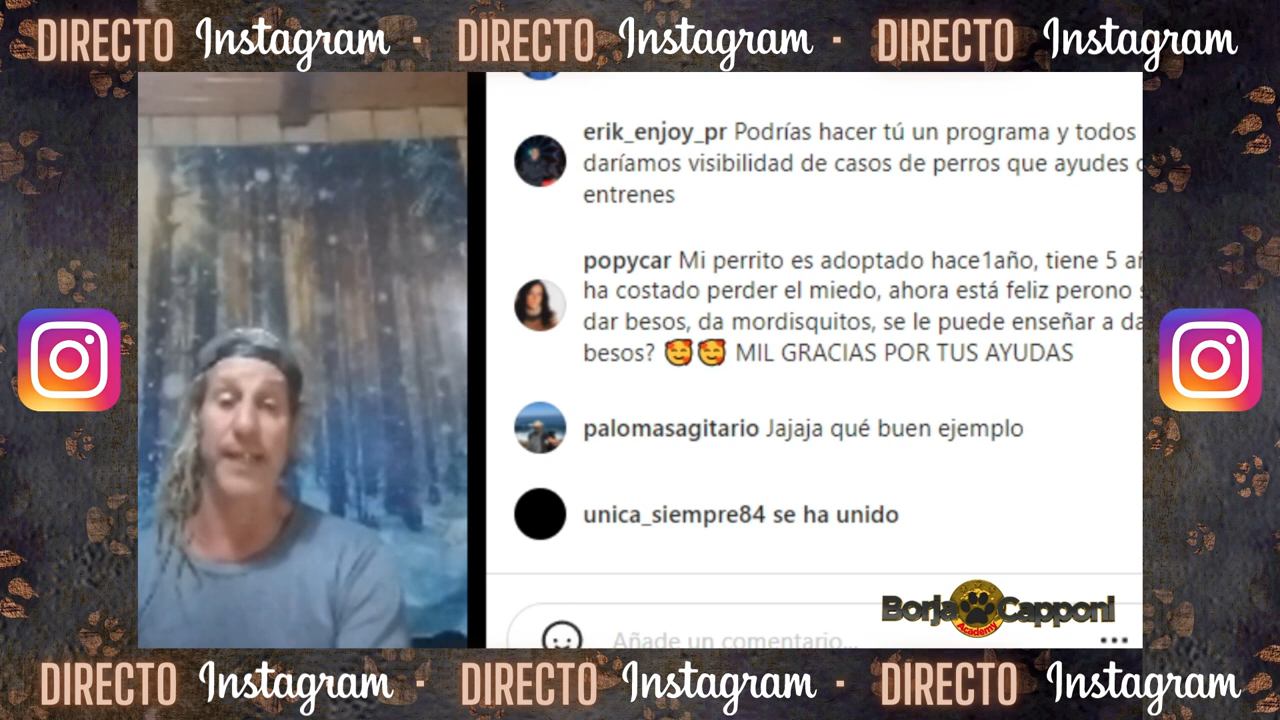 DIRECTO Instagram · DIRECTO Instagram · DIRECTO Instagram
erik_enjoy_pr Podrías hacer tú un programa y todos
daríamos visibilidad de casos de perros que ayudes
entrenes
popycar Mi perrito es adoptado hace1año, tiene 5
ha costado perder el miedo, ahora está feliz perono
dar besos, da mordisquitos, se le puede enseñar a
besos? 🥰🥰 MIL GRACIAS POR TUS AYUDAS
palomasagitario Jajaja qué buen ejemplo
unica_siempre84 se ha unido
Borja Capponi
Academy
Añade un comentario...
DIRECTO Instagram · DIRECTO Instagram · DIRECTO Instagram